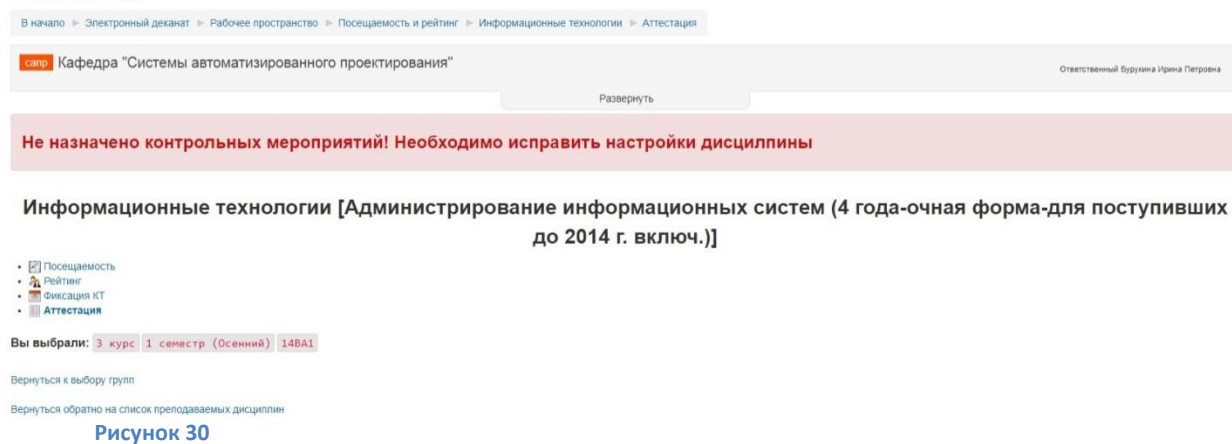 В начало ► Электронный деканат ► Рабочее пространство ► Посещаемость и рейтинг ► Информационные технологии ► Аттестация
сапр Кафедра "Системы автоматизированного проектирования"
Ответственный Бурукина Ирина Петровна
Развернуть
Не назначено контрольных мероприятий! Необходимо исправить настройки дисциплины
Информационные технологии [Администрирование информационных систем (4 года-очная форма-для поступивших
до 2014 г. включ.)]
• Посещаемость
• Рейтинг
• Фиксация КТ
• Аттестация
Вы выбрали: 3 курс 1 семестр (Осенний) 14ВА1
Вернуться к выбору групп
Вернуться обратно на список преподаваемых дисциплин
Рисунок 30